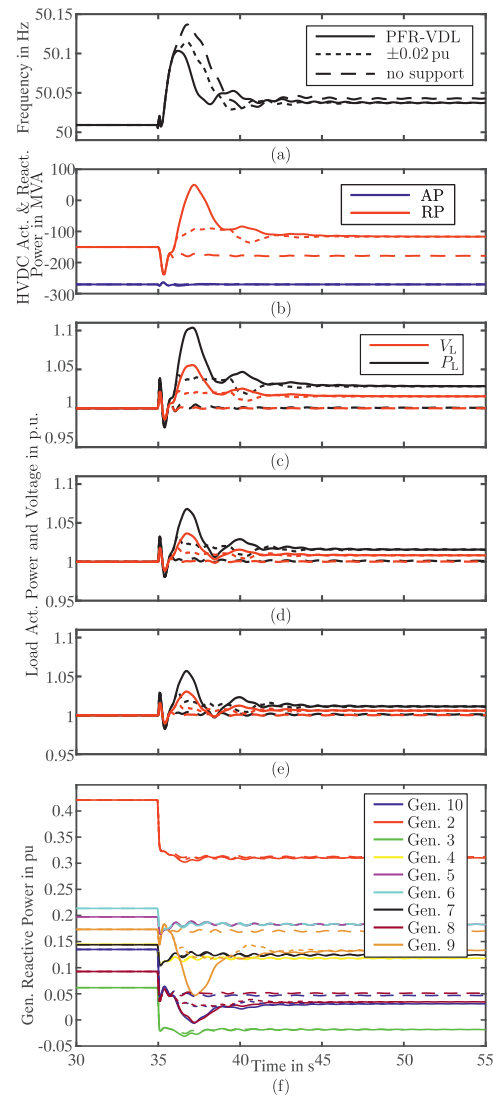 50.15
50.1
50.05
50
Frequency in Hz
PFR-VDL
±0.02 pu
no support
(a)
100
0
-100
-200
-300
HVDC Act. & React.
Power in MVA
AP
RP
(b)
1.1
1.05
1
0.95
V_L
P_L
(c)
Load Act. Power and Voltage in p.u.
1.1
1.05
1
0.95
(d)
1.1
1.05
1
0.95
(e)
0.4
0.35
0.3
0.25
0.2
0.15
0.1
0.05
0
-0.05
Gen. Reactive Power in pu
Gen. 10
Gen. 2
Gen. 3
Gen. 4
Gen. 5
Gen. 6
Gen. 7
Gen. 8
Gen. 9
30 35 40 45 50 55
Time in s
(f)